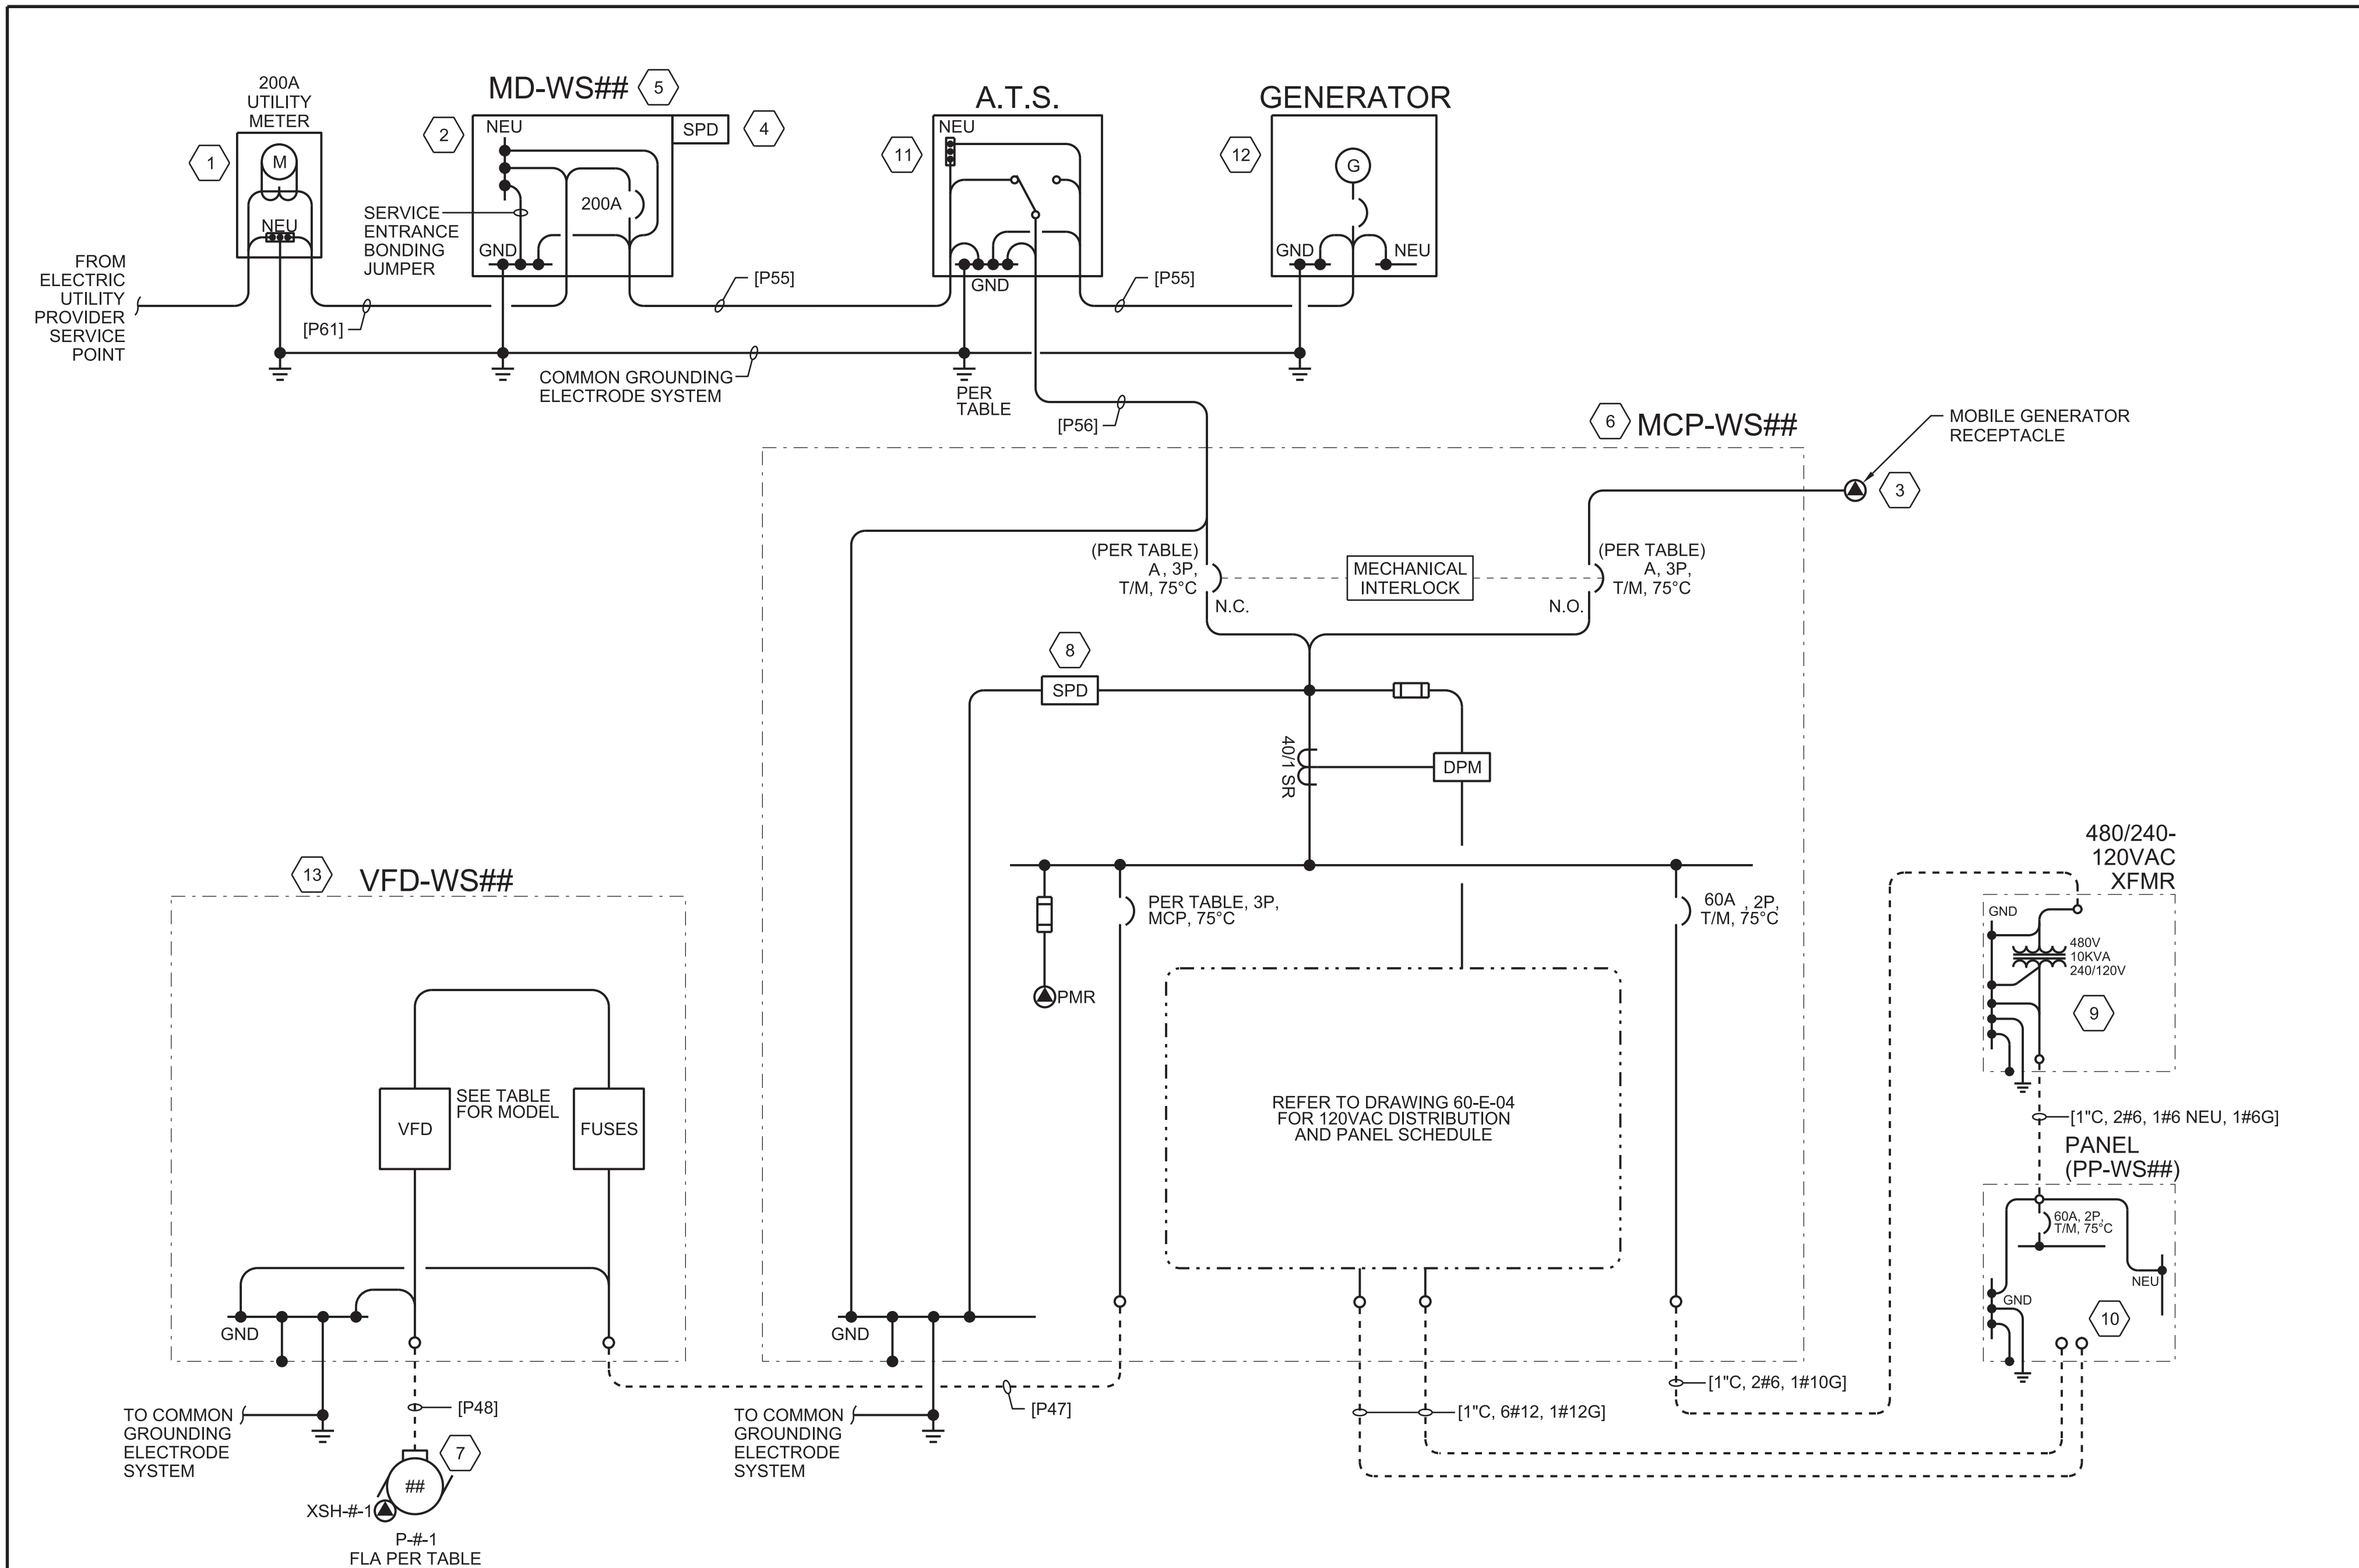 200A
UTILITY
METER
1
M
NEU
FROM
ELECTRIC
UTILITY
PROVIDER
SERVICE
POINT
[P61]
MD-WS##
5
2
NEU
SPD
4
200A
SERVICE
ENTRANCE
BONDING
JUMPER
GND
[P55]
COMMON GROUNDING
ELECTRODE SYSTEM
A.T.S.
11
NEU
GND
PER
TABLE
[P55]
GENERATOR
12
G
GND
NEU
[P56]
6
MCP-WS##
MOBILE GENERATOR
RECEPTACLE
3
(PER TABLE)
A, 3P,
T/M, 75°C
N.C.
MECHANICAL
INTERLOCK
(PER TABLE)
A, 3P,
T/M, 75°C
N.O.
8
SPD
40/1 SR
DPM
PER TABLE, 3P,
MCP, 75°C
60A , 2P,
T/M, 75°C
PMR
REFER TO DRAWING 60-E-04
FOR 120VAC DISTRIBUTION
AND PANEL SCHEDULE
GND
TO COMMON
GROUNDING
ELECTRODE
SYSTEM
[P47]
[1"C, 6#12, 1#12G]
[1"C, 2#6, 1#10G]
13
VFD-WS##
VFD
SEE TABLE
FOR MODEL
FUSES
GND
TO COMMON
GROUNDING
ELECTRODE
SYSTEM
[P48]
7
##
XSH-#-1
P-#-1
FLA PER TABLE
480/240-
120VAC
XFMR
GND
480V
10KVA
240/120V
9
[1"C, 2#6, 1#6 NEU, 1#6G]
PANEL
(PP-WS##)
60A, 2P,
T/M, 75°C
NEU
GND
10